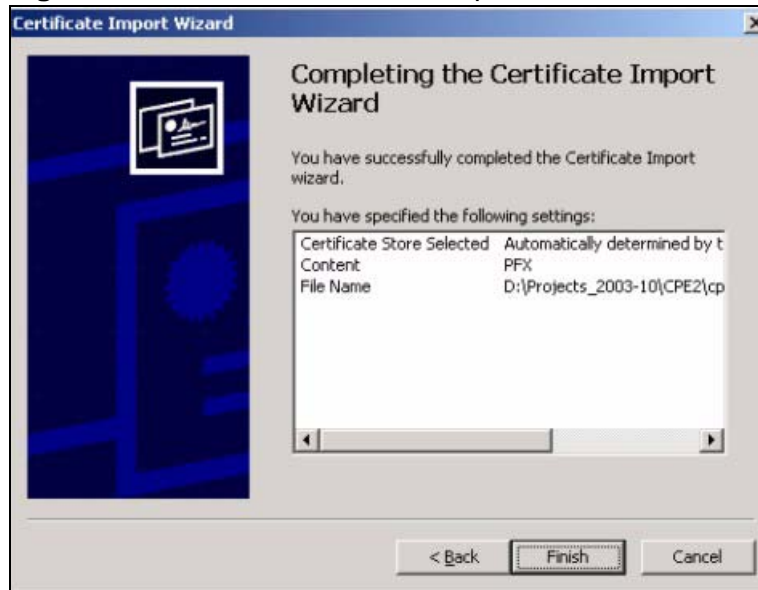 Certificate Import Wizard
Completing the Certificate Import
Wizard
You have successfully completed the Certificate Import
wizard.
You have specified the following settings:
Certificate Store Selected Automatically determined by t
Content PFX
File Name D:\Projects_2003-10\CPE2\cp
< Back Finish Cancel